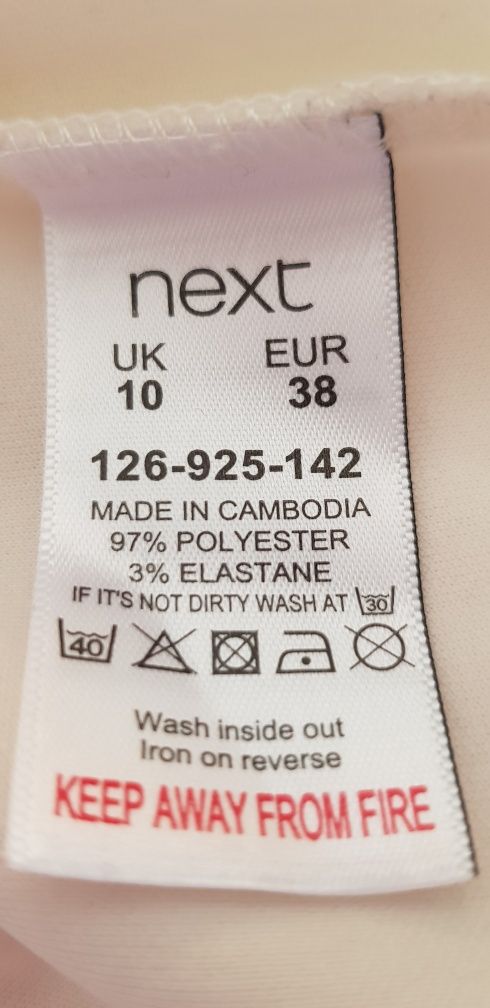 next
UK EUR
10 38
126-925-142
MADE IN CAMBODIA
97% POLYESTER
3% ELASTANE
IF IT'S NOT DIRTY WASH AT 30
40
Wash inside out
Iron on reverse
KEEP AWAY FROM FIRE